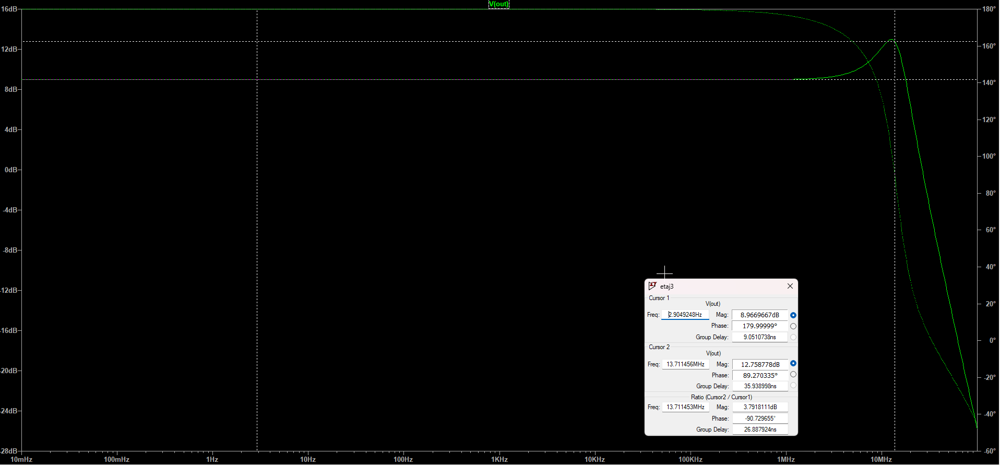 V(out)
16dB
12dB
8dB
4dB
0dB
-4dB
-8dB
-12dB
-16dB
-20dB
-24dB
-28dB
180°
160°
140°
120°
100°
80°
60°
40°
20°
0°
-20°
-40°
-60°
10mHz 100mHz 1Hz 10Hz 100Hz 1KHz 10KHz 100KHz 1MHz 10MHz
etaj3
Cursor 1
V(out)
Freq: 2.9049248Hz Mag: 8.9669667dB
Phase: 179.99999°
Group Delay: 9.0510738ns
Cursor 2
V(out)
Freq: 13.711456MHz Mag: 12.758778dB
Phase: 89.270335°
Group Delay: 35.938998ns
Ratio (Cursor2 / Cursor1)
Freq: 13.711453MHz Mag: 3.7918111dB
Phase: -90.729655°
Group Delay: 26.887924ns